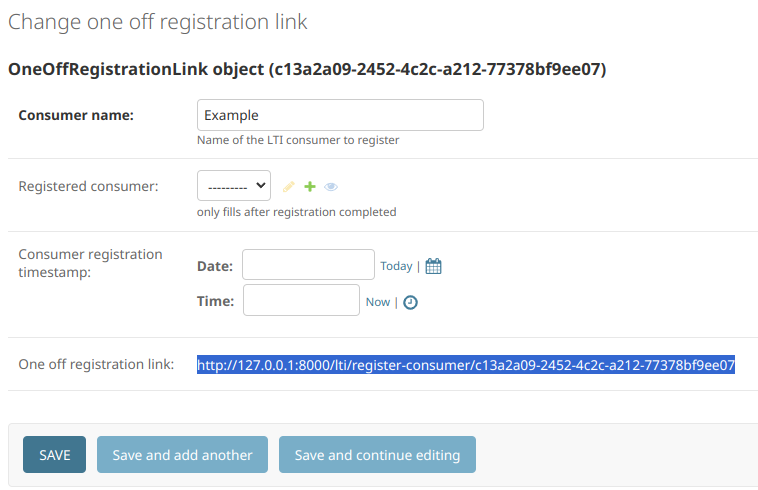 Change one off registration link
OneOffRegistrationLink object (c13a2a09-2452-4c2c-a212-77378bf9ee07)
Consumer name:
Example
Name of the LTI consumer to register
Registered consumer:
---------
only fills after registration completed
Consumer registration
timestamp:
Date:
Today |
Time:
Now |
One off registration link:
http://127.0.0.1:8000/lti/register-consumer/c13a2a09-2452-4c2c-a212-77378bf9ee07
SAVE
Save and add another
Save and continue editing